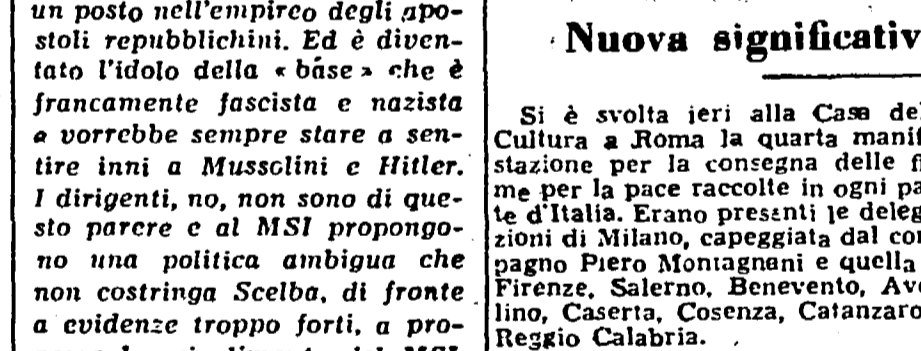 un posto nell'empireo degli apo-
stoli repubblichini. Ed è diven-
tato l'idolo della « base » che è
francamente fascista e nazista
e vorrebbe sempre stare a sen-
tire inni a Mussolini e Hitler.
I dirigenti, no, non sono di que-
sto parere e al MSI propongo-
no una politica ambigua che
non costringa Scelba, di fronte
a evidenze troppo forti, a pro-
Nuova significativ
Si è svolta ieri alla Casa de
Cultura a Roma la quarta manif
stazione per la consegna delle f
me per la pace raccolte in ogni pa
te d'Italia. Erano presenti le deleg
zioni di Milano, capeggiata dal co
pagno Piero Montagnani e quella
Firenze, Salerno, Benevento, Av
lino, Caserta, Cosenza, Catanzaro
Reggio Calabria.